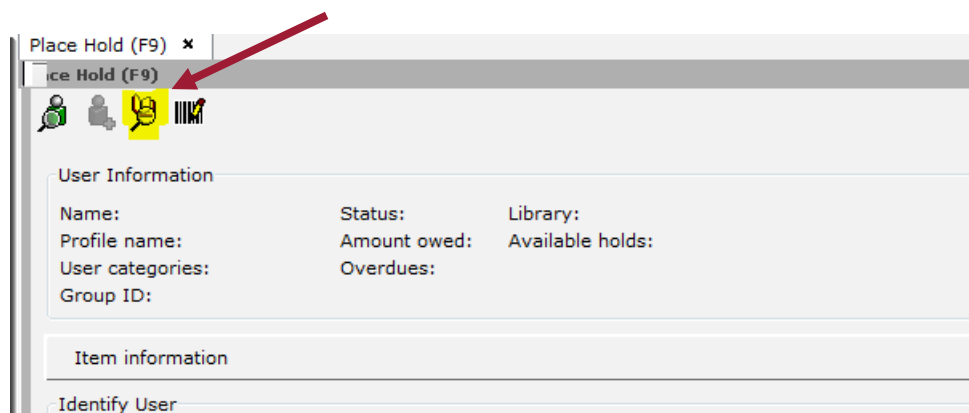 Place Hold (F9) ×
ce Hold (F9)
User Information
Name: Status: Library:
Profile name: Amount owed: Available holds:
User categories: Overdues:
Group ID:
Item information
Identify User